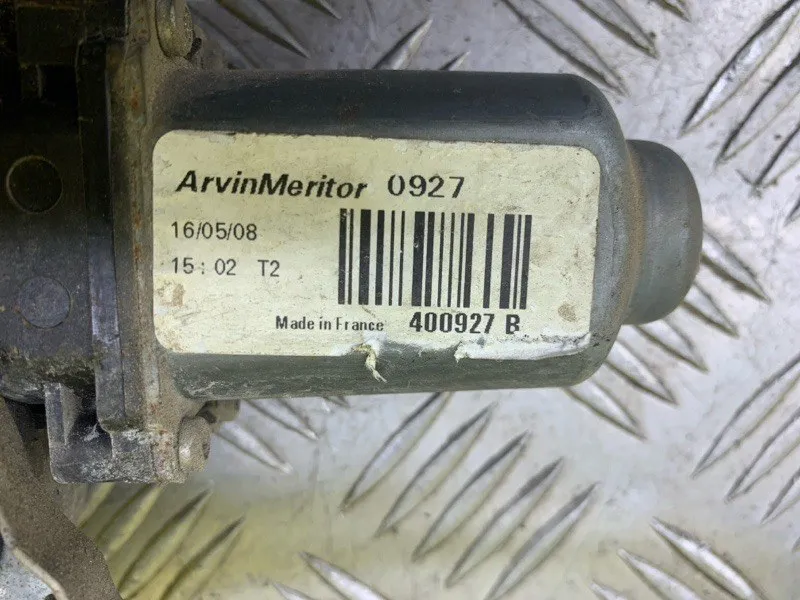 ArvinMeritor 0927
16/05/08
15:02 T2
Made in France 400927 B